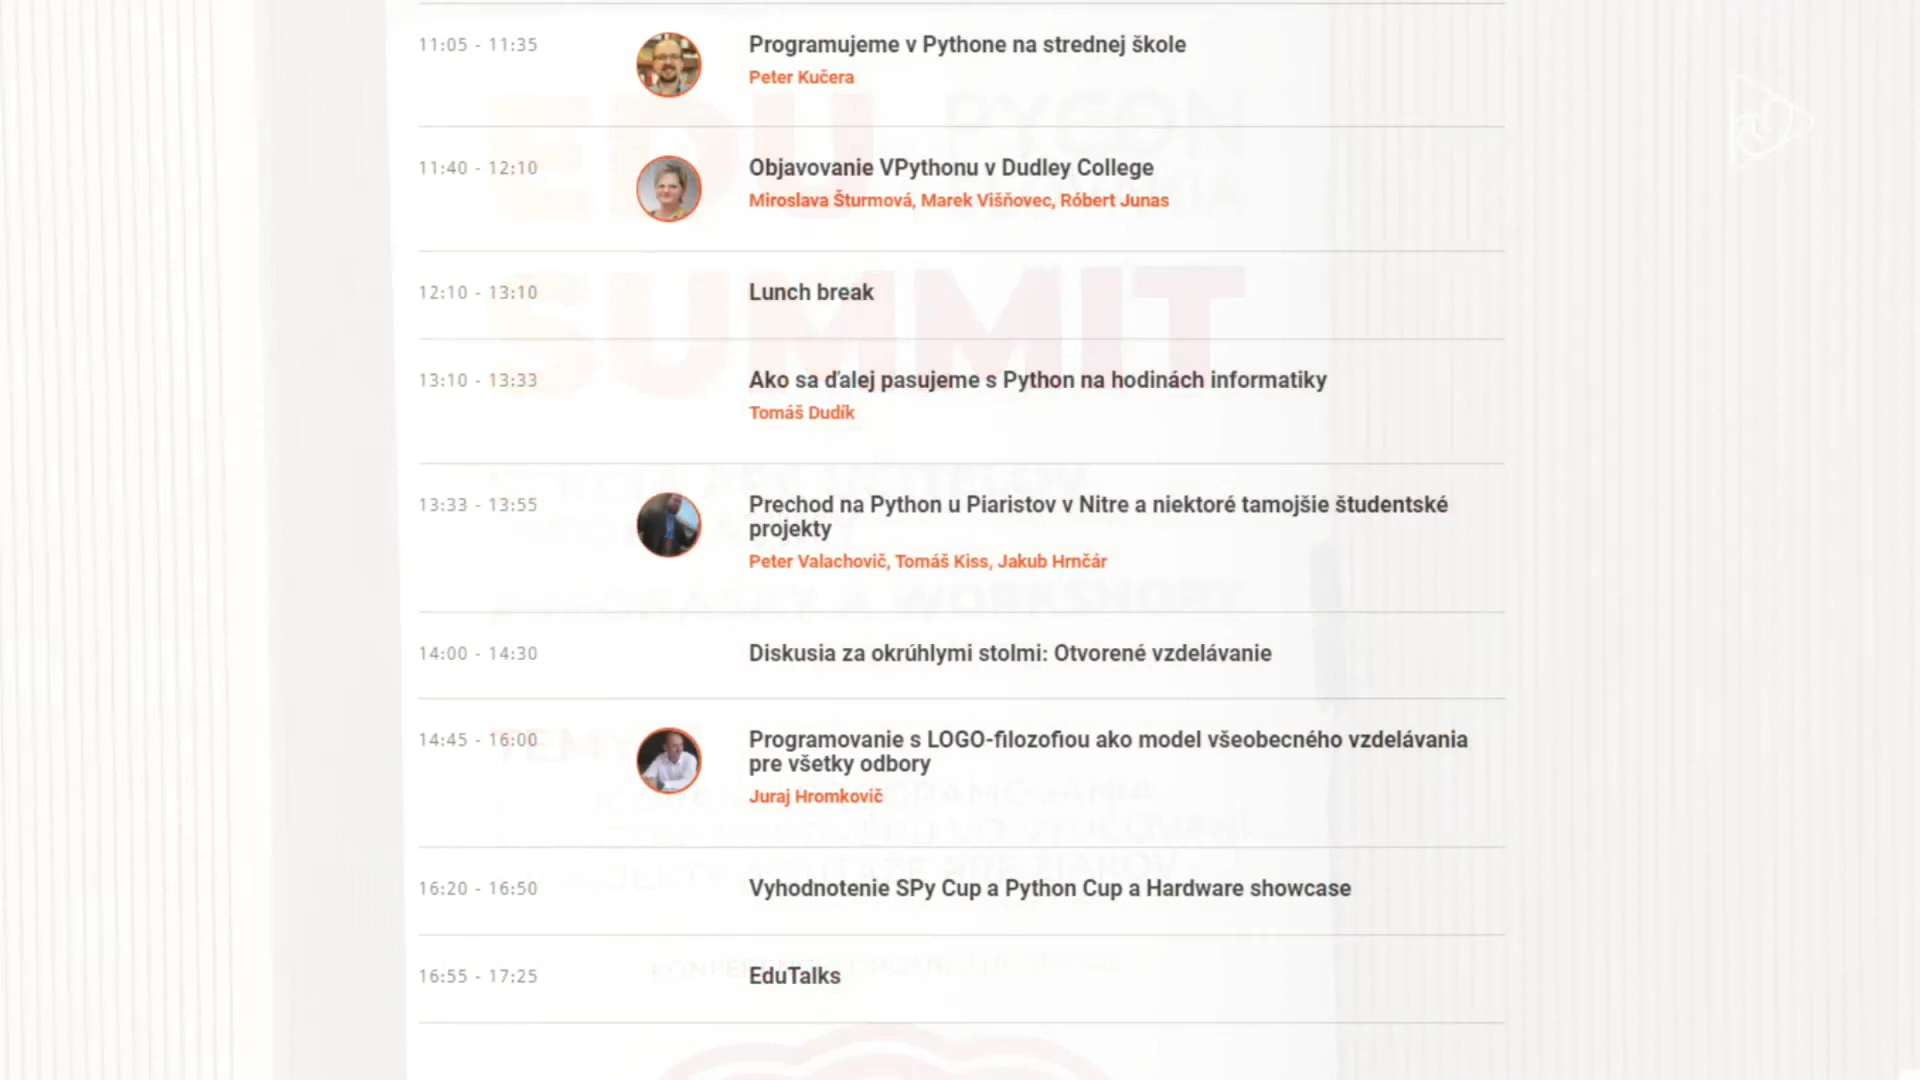 11:05 - 11:35
Programujeme v Pythone na strednej škole
Peter Kučera
11:40 - 12:10
Objavovanie VPythonu v Dudley College
Miroslava Šturmová, Marek Višňovec, Róbert Junas
12:10 - 13:10
Lunch break
13:10 - 13:33
Ako sa ďalej pasujeme s Python na hodinách informatiky
Tomáš Dudík
13:33 - 13:55
Prechod na Python u Piaristov v Nitre a niektoré tamojšie študentské
projekty
Peter Valachovič, Tomáš Kiss, Jakub Hrnčár
14:00 - 14:30
Diskusia za okrúhlymi stolmi: Otvorené vzdelávanie
14:45 - 16:00
Programovanie s LOGO-filozofiou ako model všeobecného vzdelávania
pre všetky odbory
Juraj Hromkovič
16:20 - 16:50
Vyhodnotenie SPy Cup a Python Cup a Hardware showcase
16:55 - 17:25
EduTalks
EDU
PYCON
SUMMIT